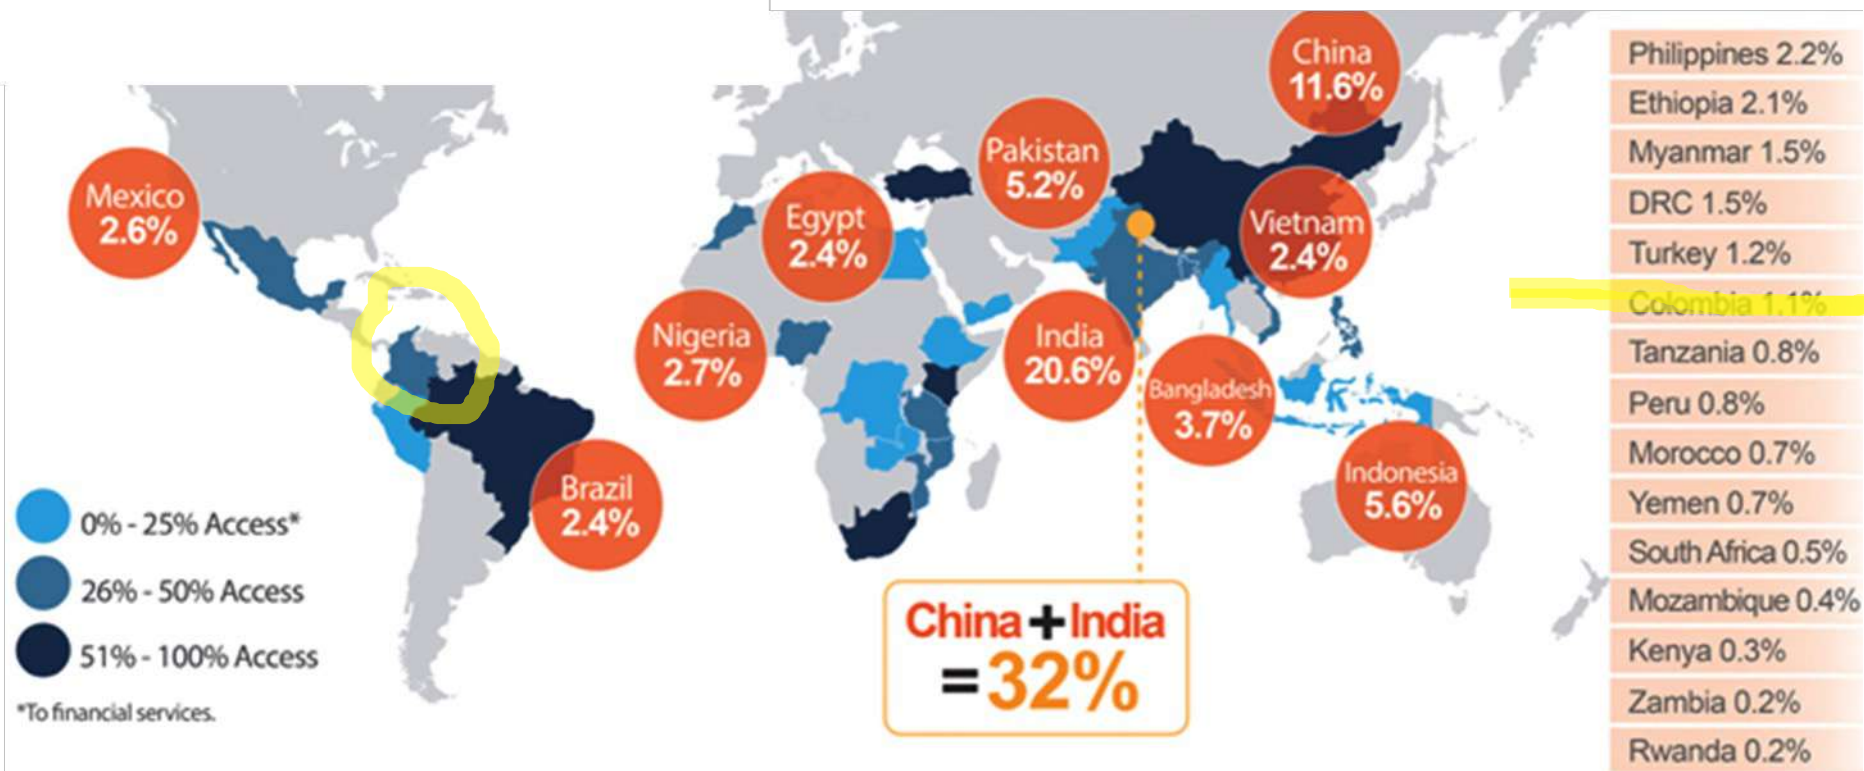 China
11.6%
Pakistan
5.2%
Mexico
2.6%
Egypt
2.4%
Vietnam
2.4%
Nigeria
2.7%
India
20.6%
Bangladesh
3.7%
Brazil
2.4%
Indonesia
5.6%
0% - 25% Access*
26% - 50% Access
51% - 100% Access
*To financial services.
China + India
= 32%
Philippines 2.2%
Ethiopia 2.1%
Myanmar 1.5%
DRC 1.5%
Turkey 1.2%
Colombia 1.1%
Tanzania 0.8%
Peru 0.8%
Morocco 0.7%
Yemen 0.7%
South Africa 0.5%
Mozambique 0.4%
Kenya 0.3%
Zambia 0.2%
Rwanda 0.2%